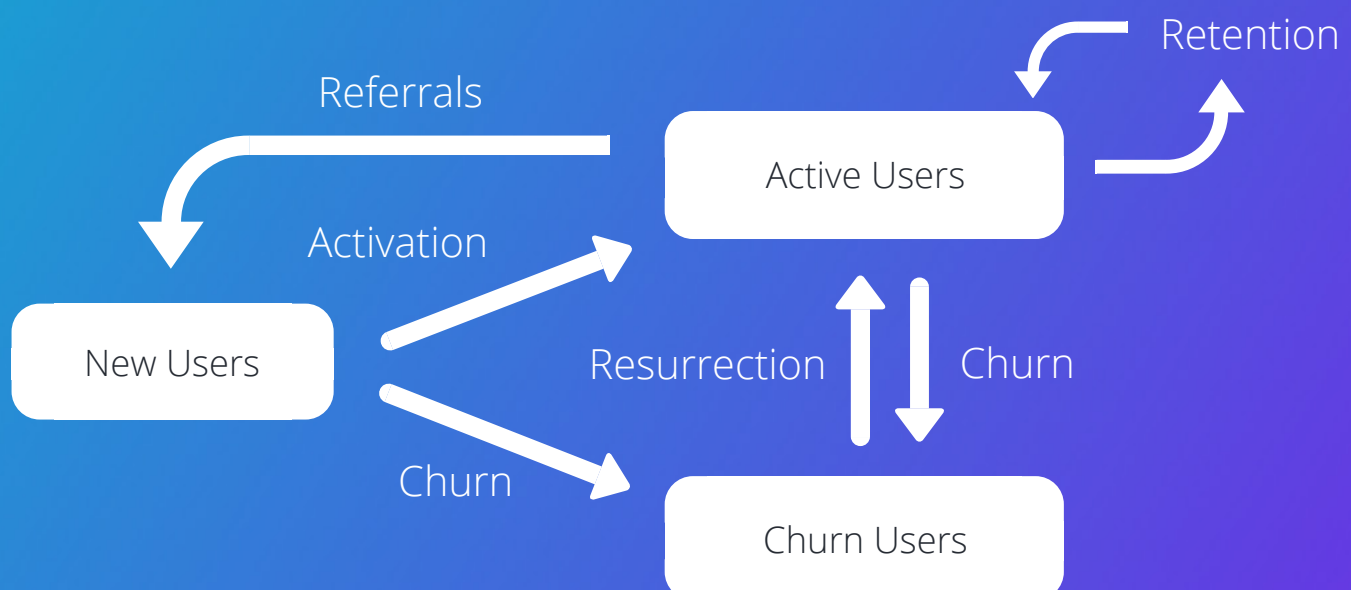 Retention
Referrals
Active Users
Activation
New Users
Resurrection
Churn
Churn
Churn Users